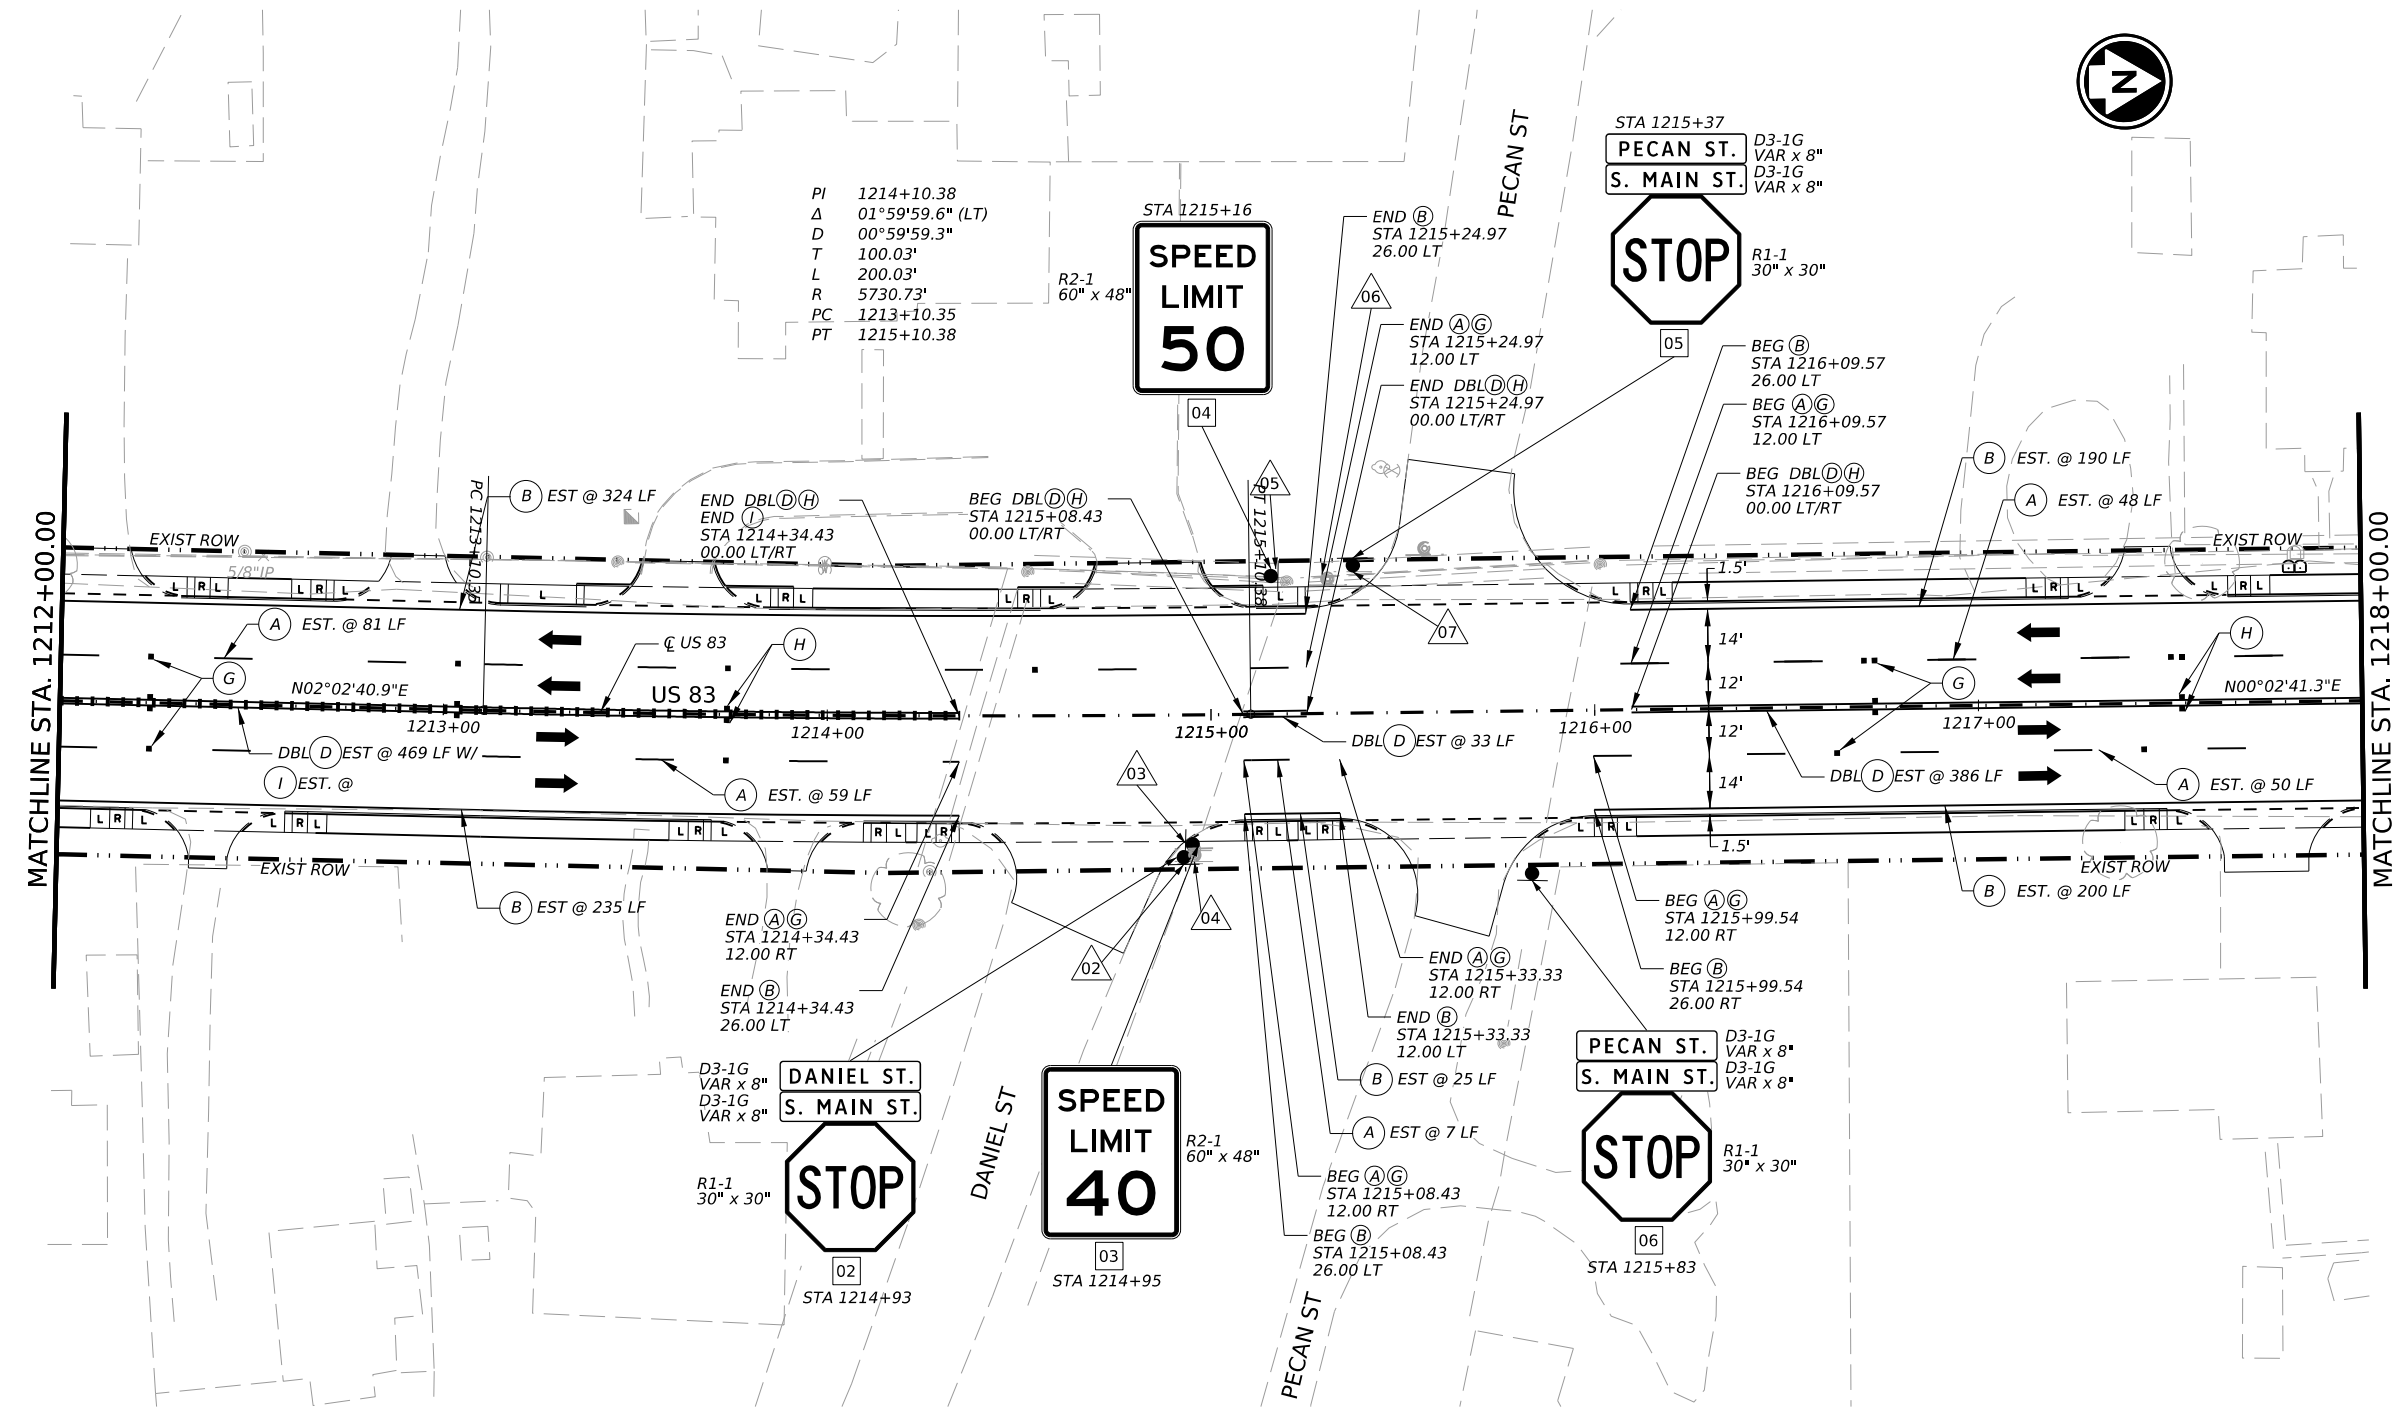 N
STA 1215+37
PECAN ST.
S. MAIN ST.
D3-1G
VAR x 8"
D3-1G
VAR x 8"
STOP
R1-1
30" x 30"
05
PECAN ST
PI 1214+10.38
Δ 01°59'59.6" (LT)
D 00°59'59.3"
T 100.03'
L 200.03'
R 5730.73'
PC 1213+10.35
PT 1215+10.38
STA 1215+16
SPEED
LIMIT
50
R2-1
60" x 48"
04
END B
STA 1215+24.97
26.00 LT
06
END A G
STA 1215+24.97
12.00 LT
END DBL D H
STA 1215+24.97
00.00 LT/RT
BEG B
STA 1216+09.57
26.00 LT
BEG A G
STA 1216+09.57
12.00 LT
BEG DBL D H
STA 1216+09.57
00.00 LT/RT
B EST. @ 190 LF
A EST. @ 48 LF
MATCHLINE STA. 1212+00.00
MATCHLINE STA. 1218+00.00
B EST @ 324 LF
END DBL D H
END I
STA 1214+34.43
00.00 LT/RT
BEG DBL D H
STA 1215+08.43
00.00 LT/RT
05
07
EXIST ROW
5/8"IP
EXIST ROW
L R L L R L L L R L L R L L L R L L R L L R L
1.5'
14'
12'
12'
14'
1.5'
A EST. @ 81 LF
G
N02°02'40.9"E
℄ US 83
US 83
H
H
G
N00°02'41.3"E
1213+00
1214+00
1215+00
1216+00
1217+00
DBL D EST @ 469 LF W/
I EST. @
A EST. @ 59 LF
DBL D EST @ 33 LF
DBL D EST @ 386 LF
A EST. @ 50 LF
03
L R L L R L L R L R L L R R L L R L R L L R L
EXIST ROW
EXIST ROW
B EST @ 235 LF
B EST. @ 200 LF
END A G
STA 1214+34.43
12.00 RT
END B
STA 1214+34.43
26.00 LT
02
04
BEG A G
STA 1215+99.54
12.00 RT
BEG B
STA 1215+99.54
26.00 RT
END A G
STA 1215+33.33
12.00 RT
END B
STA 1215+33.33
12.00 LT
B EST @ 25 LF
A EST @ 7 LF
BEG A G
STA 1215+08.43
12.00 RT
BEG B
STA 1215+08.43
26.00 LT
D3-1G
VAR x 8"
D3-1G
VAR x 8"
DANIEL ST.
S. MAIN ST.
STOP
R1-1
30" x 30"
02
STA 1214+93
DANIEL ST
SPEED
LIMIT
40
R2-1
60" x 48"
03
STA 1214+95
PECAN ST
PECAN ST.
S. MAIN ST.
D3-1G
VAR x 8"
D3-1G
VAR x 8"
STOP
R1-1
30" x 30"
06
STA 1215+83